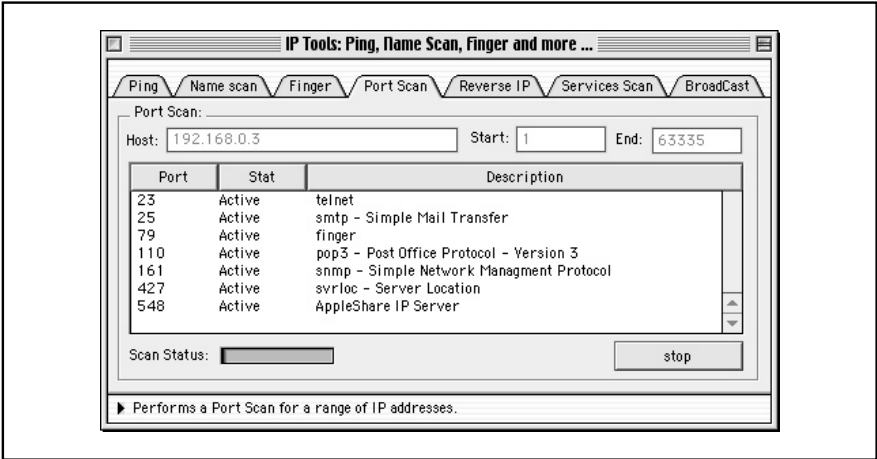 IP Tools: Ping, Name Scan, Finger and more ...
Ping Name scan Finger Port Scan Reverse IP Services Scan BroadCast
Port Scan:
Host: 192.168.0.3 Start: 1 End: 63335
Port Stat Description
23 Active telnet
25 Active smtp - Simple Mail Transfer
79 Active finger
110 Active pop3 - Post Office Protocol - Version 3
161 Active snmp - Simple Network Managment Protocol
427 Active svrloc - Server Location
548 Active AppleShare IP Server
Scan Status: stop
Performs a Port Scan for a range of IP addresses.